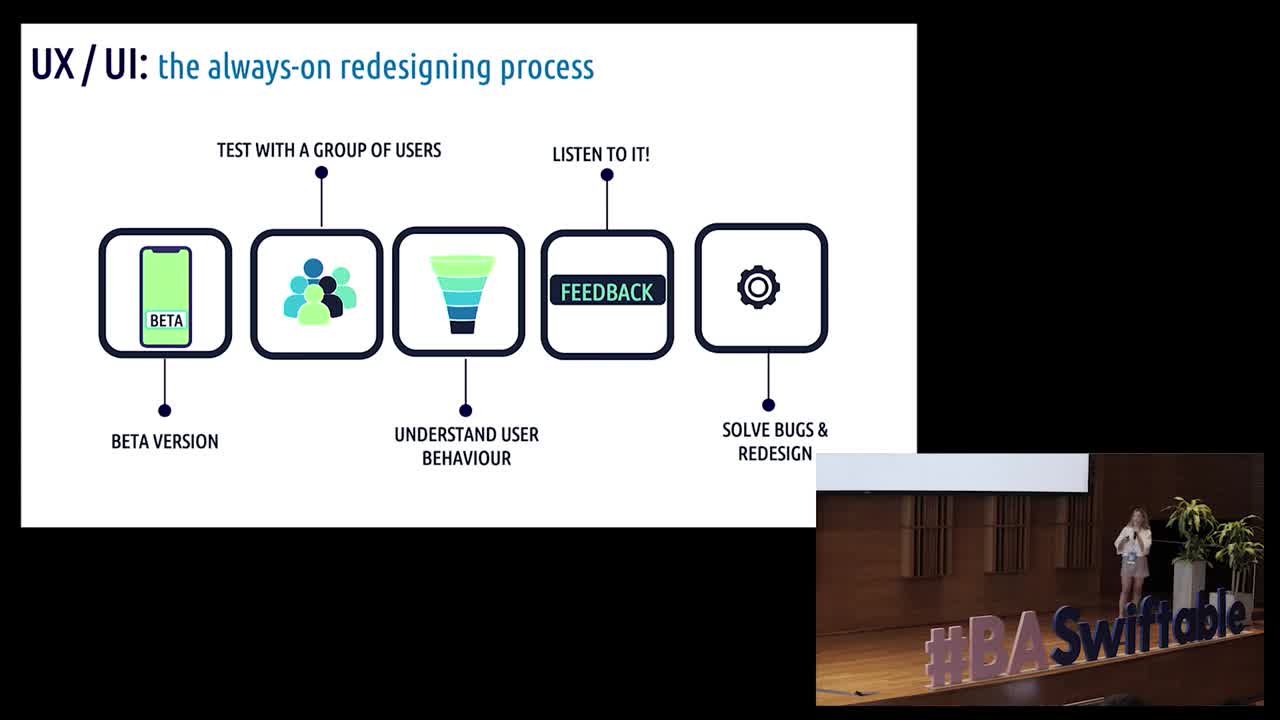 UX / UI: the always-on redesigning process
TEST WITH A GROUP OF USERS
LISTEN TO IT!
BETA
FEEDBACK
BETA VERSION
UNDERSTAND USER
BEHAVIOUR
SOLVE BUGS &
REDESIGN
#BASwiftable